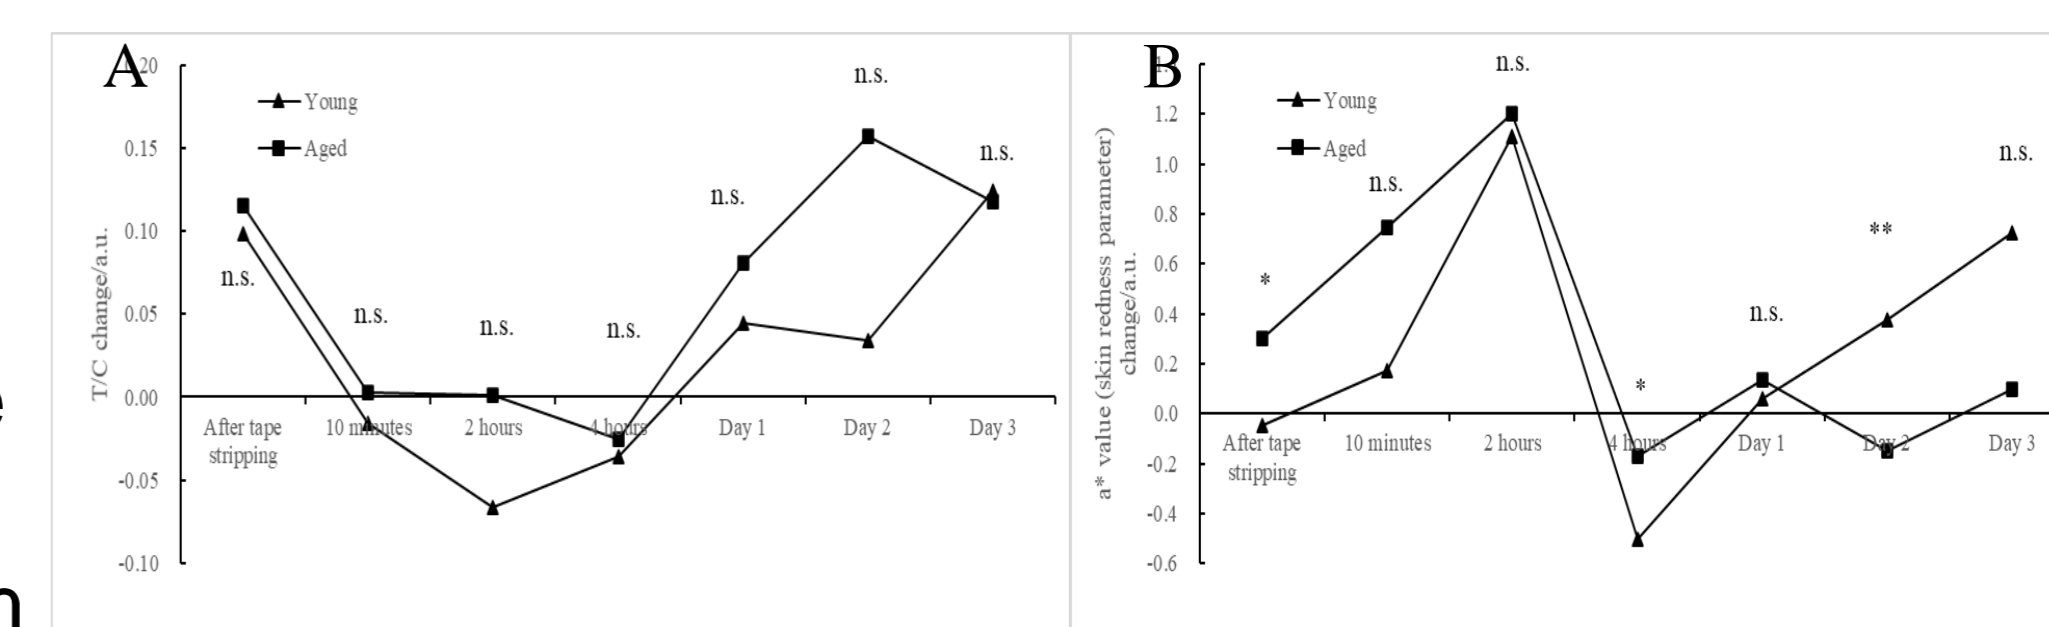 A
0.20
0.15
0.10
0.05
0.00
-0.05
-0.10
T/C change/a.u.
Young
Aged
n.s.
n.s.
n.s.
n.s.
n.s.
n.s.
n.s.
After tape
stripping
10 minutes
2 hours
4 hours
Day 1
Day 2
Day 3
B
1.2
1.0
0.8
0.6
0.4
0.2
0.0
-0.2
-0.4
-0.6
a* value (skin redness parameter)
change/a.u.
Young
Aged
*
n.s.
n.s.
*
n.s.
**
n.s.
After tape
stripping
10 minutes
2 hours
4 hours
Day 1
Day 2
Day 3